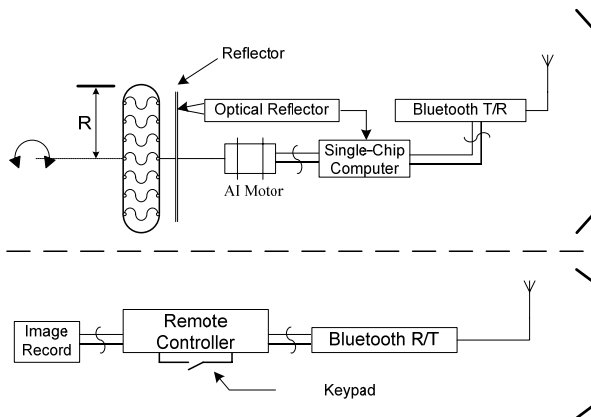 Reflector
R
Optical Reflector
Bluetooth T/R
Single-Chip
Computer
AI Motor
Image
Record
Remote
Controller
Bluetooth R/T
Keypad